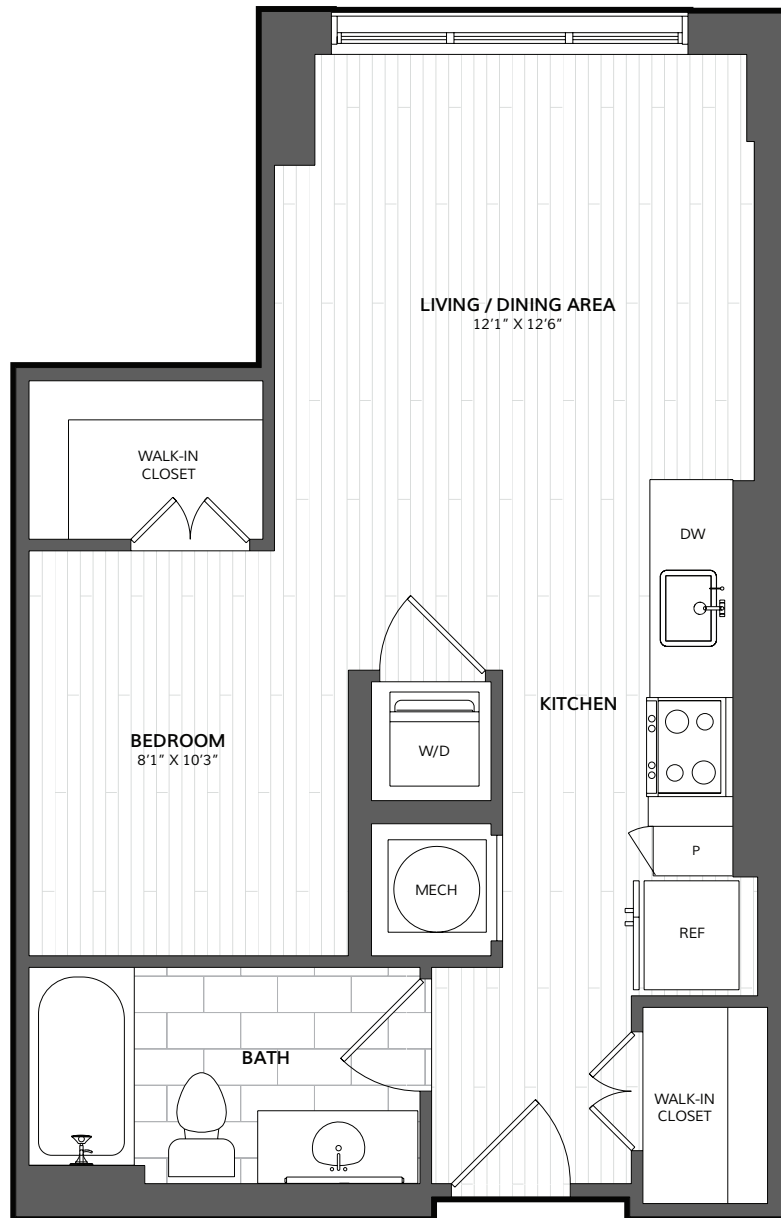 LIVING / DINING AREA
12'1" X 12'6"
WALK-IN
CLOSET
DW
KITCHEN
BEDROOM
8'1" X 10'3"
W/D
P
MECH
REF
BATH
WALK-IN
CLOSET